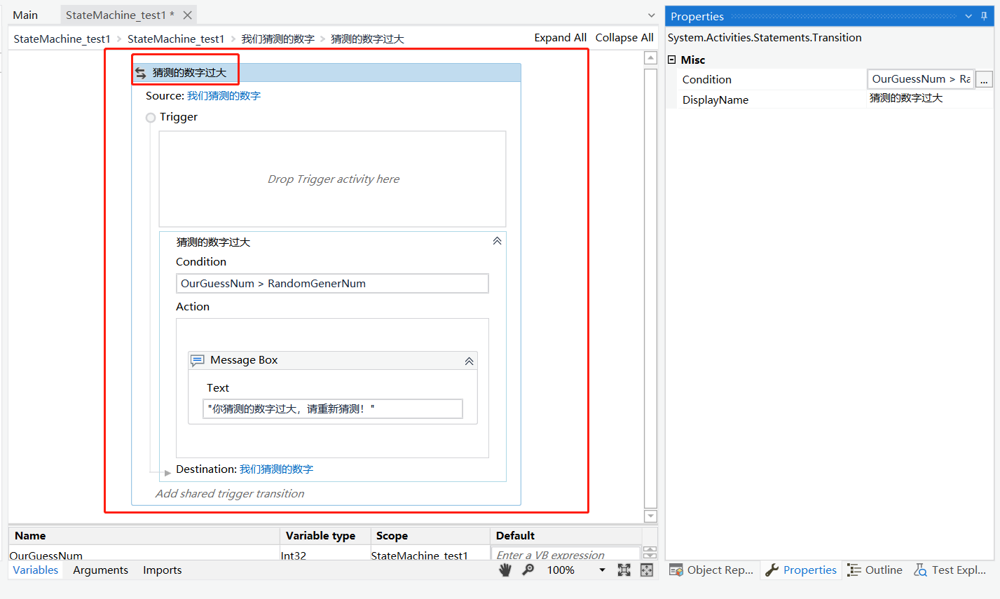 Main
StateMachine_test1 *
StateMachine_test1 > StateMachine_test1 > 我们猜测的数字 > 猜测的数字过大
Expand All
Collapse All
猜测的数字过大
Source: 我们猜测的数字
Trigger
Drop Trigger activity here
猜测的数字过大
Condition
OurGuessNum > RandomGenerNum
Action
Message Box
Text
"你猜测的数字过大，请重新猜测！"
Destination: 我们猜测的数字
Add shared trigger transition
Name Variable type Scope Default
OurGuessNum Int32 StateMachine_test1 Enter a VB expression
Variables Arguments Imports 100%
Properties
System.Activities.Statements.Transition
Misc
Condition OurGuessNum > Ra ...
DisplayName 猜测的数字过大
Object Rep... Properties Outline Test Expl...